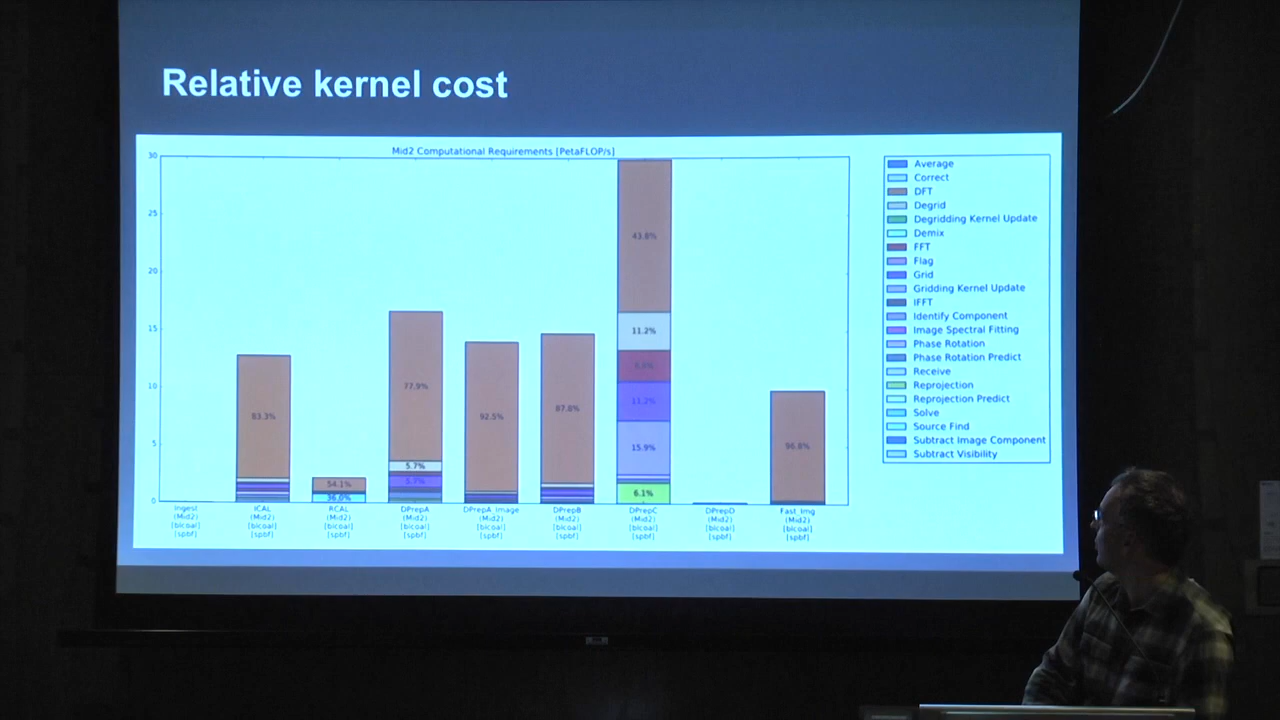 Relative kernel cost
Mid2 Computational Requirements [PetaFLOP/s]
30
25
20
15
10
5
0
83.3%
54.1%
36.0%
77.9%
5.7%
5.7%
92.5%
87.8%
43.8%
11.2%
11.2%
15.9%
6.1%
96.8%
Ingest
(Mid2)
[blcoal]
[spbf]
ICAL
(Mid2)
[blcoal]
[spbf]
RCAL
(Mid2)
[blcoal]
[spbf]
DPrepA
(Mid2)
[blcoal]
[spbf]
DPrepA_Image
(Mid2)
[blcoal]
[spbf]
DPrepB
(Mid2)
[blcoal]
[spbf]
DPrepC
(Mid2)
[blcoal]
[spbf]
DPrepD
(Mid2)
[blcoal]
[spbf]
Fast_Img
(Mid2)
[blcoal]
[spbf]
Average
Correct
DFT
Degrid
Degridding Kernel Update
Demix
FFT
Flag
Grid
Gridding Kernel Update
IFFT
Identify Component
Image Spectral Fitting
Phase Rotation
Phase Rotation Predict
Receive
Reprojection
Reprojection Predict
Solve
Source Find
Subtract Image Component
Subtract Visibility